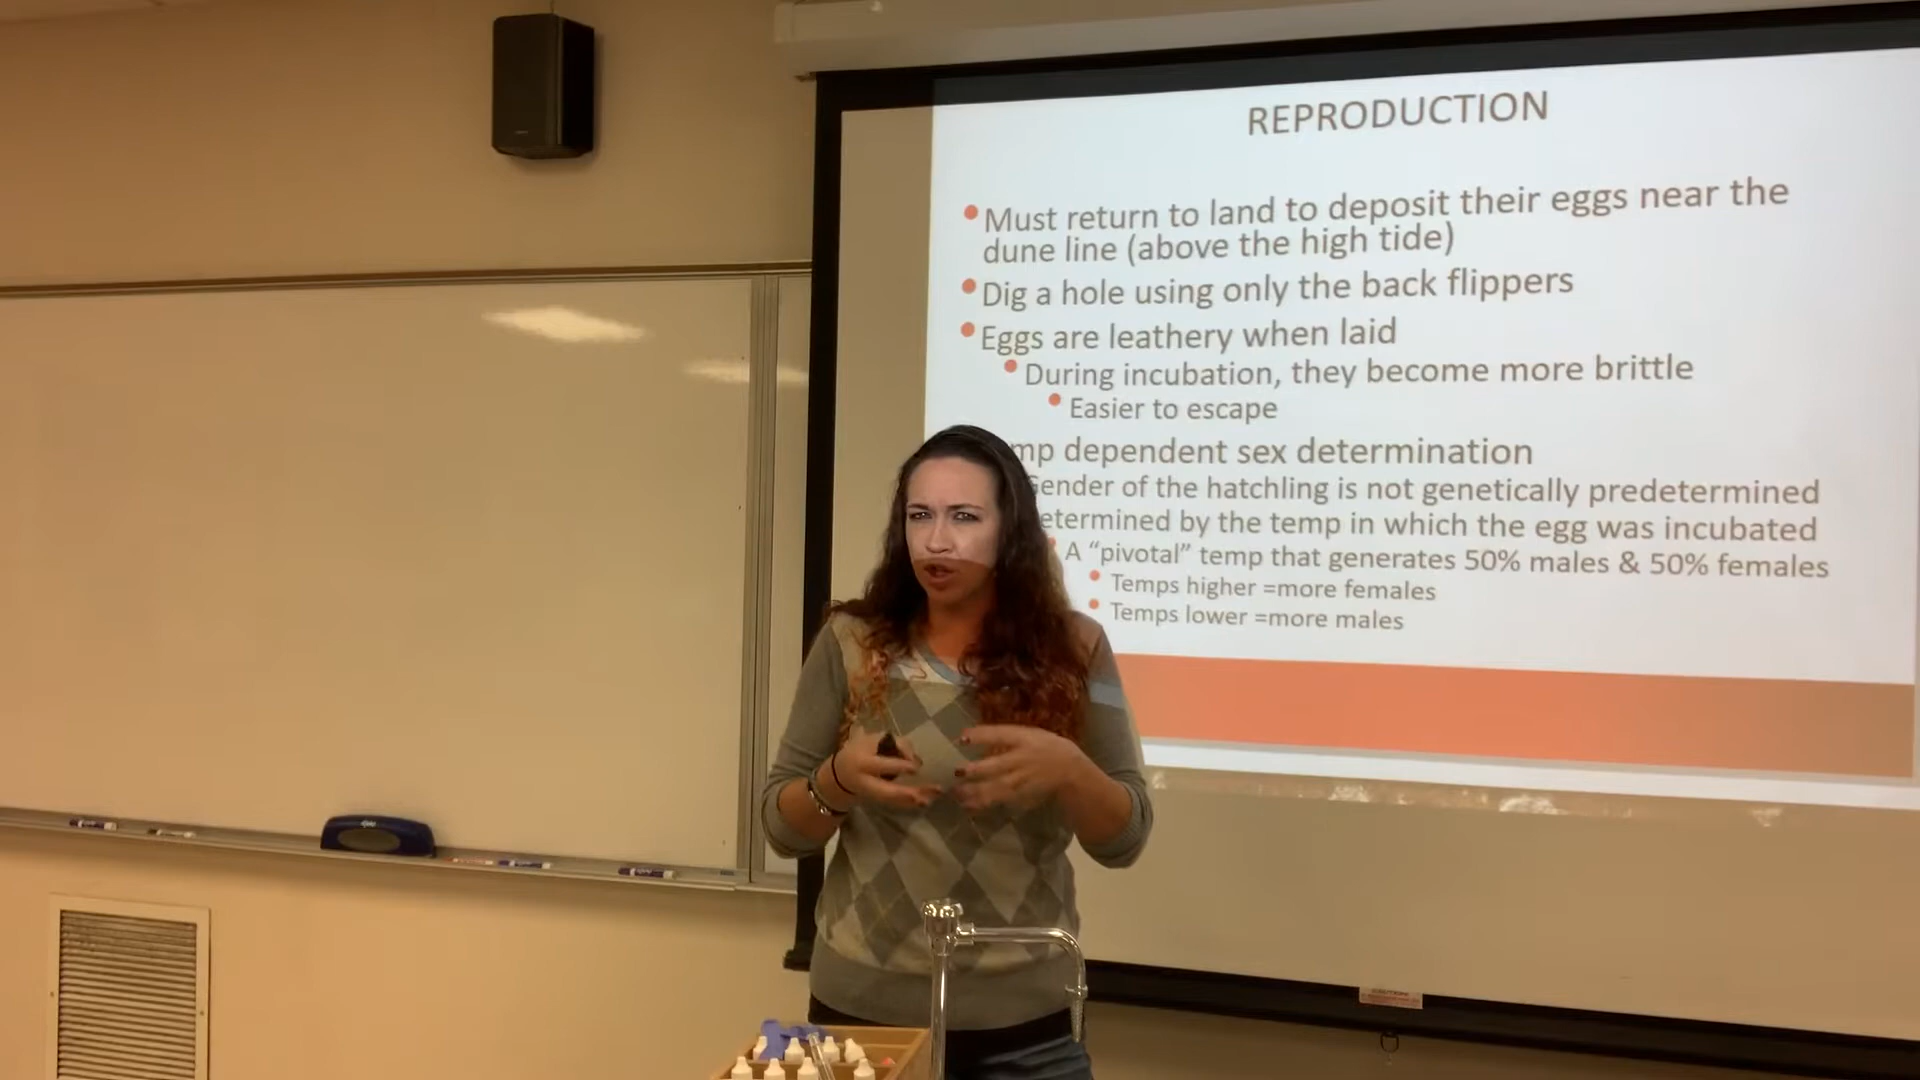 REPRODUCTION
Must return to land to deposit their eggs near the
dune line (above the high tide)
Dig a hole using only the back flippers
Eggs are leathery when laid
During incubation, they become more brittle
Easier to escape
mp dependent sex determination
Gender of the hatchling is not genetically predetermined
etermined by the temp in which the egg was incubated
A “pivotal” temp that generates 50% males & 50% females
Temps higher =more females
Temps lower =more males